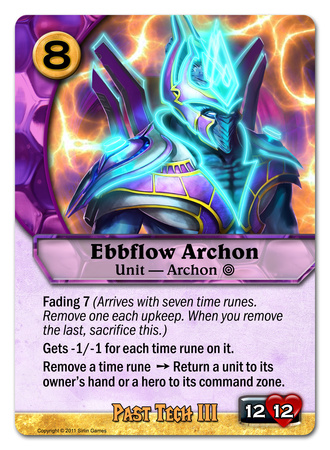 8
Ebbflow Archon
Unit — Archon ◎
Fading 7 (Arrives with seven time runes.
Remove one each upkeep. When you remove
the last, sacrifice this.)
Gets -1/-1 for each time rune on it.
Remove a time rune → Return a unit to its
owner's hand or a hero to its command zone.
Past Tech III
12 12
Copyright © 2011 Sirlin Games